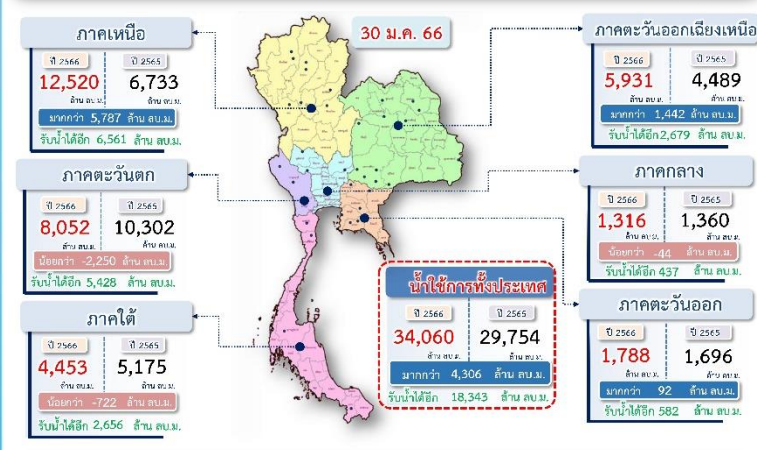 30 ม.ค. 66
ภาคเหนือ
ปี 2566 ปี 2565
12,520 6,733
ล้าน ลบ.ม. ล้าน ลบ.ม.
มากกว่า 5,787 ล้าน ลบ.ม.
รับน้ำได้อีก 6,561 ล้าน ลบ.ม.
ภาคตะวันออกเฉียงเหนือ
ปี 2566 ปี 2565
5,931 4,489
ล้าน ลบ.ม. ล้าน ลบ.ม.
มากกว่า 1,442 ล้าน ลบ.ม.
รับน้ำได้อีก 2,679 ล้าน ลบ.ม.
ภาคตะวันตก
ปี 2566 ปี 2565
8,052 10,302
ล้าน ลบ.ม. ล้าน ลบ.ม.
น้อยกว่า -2,250 ล้าน ลบ.ม.
รับน้ำได้อีก 5,428 ล้าน ลบ.ม.
ภาคกลาง
ปี 2566 ปี 2565
1,316 1,360
ล้าน ลบ.ม. ล้าน ลบ.ม.
น้อยกว่า -44 ล้าน ลบ.ม.
รับน้ำได้อีก 437 ล้าน ลบ.ม.
ภาคใต้
ปี 2566 ปี 2565
4,453 5,175
ล้าน ลบ.ม. ล้าน ลบ.ม.
น้อยกว่า -722 ล้าน ลบ.ม.
รับน้ำได้อีก 2,656 ล้าน ลบ.ม.
น้ำใช้การทั้งประเทศ
ปี 2566 ปี 2565
34,060 29,754
ล้าน ลบ.ม. ล้าน ลบ.ม.
มากกว่า 4,306 ล้าน ลบ.ม.
รับน้ำได้อีก 18,343 ล้าน ลบ.ม.
ภาคตะวันออก
ปี 2566 ปี 2565
1,788 1,696
ล้าน ลบ.ม. ล้าน ลบ.ม.
มากกว่า 92 ล้าน ลบ.ม.
รับน้ำได้อีก 582 ล้าน ลบ.ม.